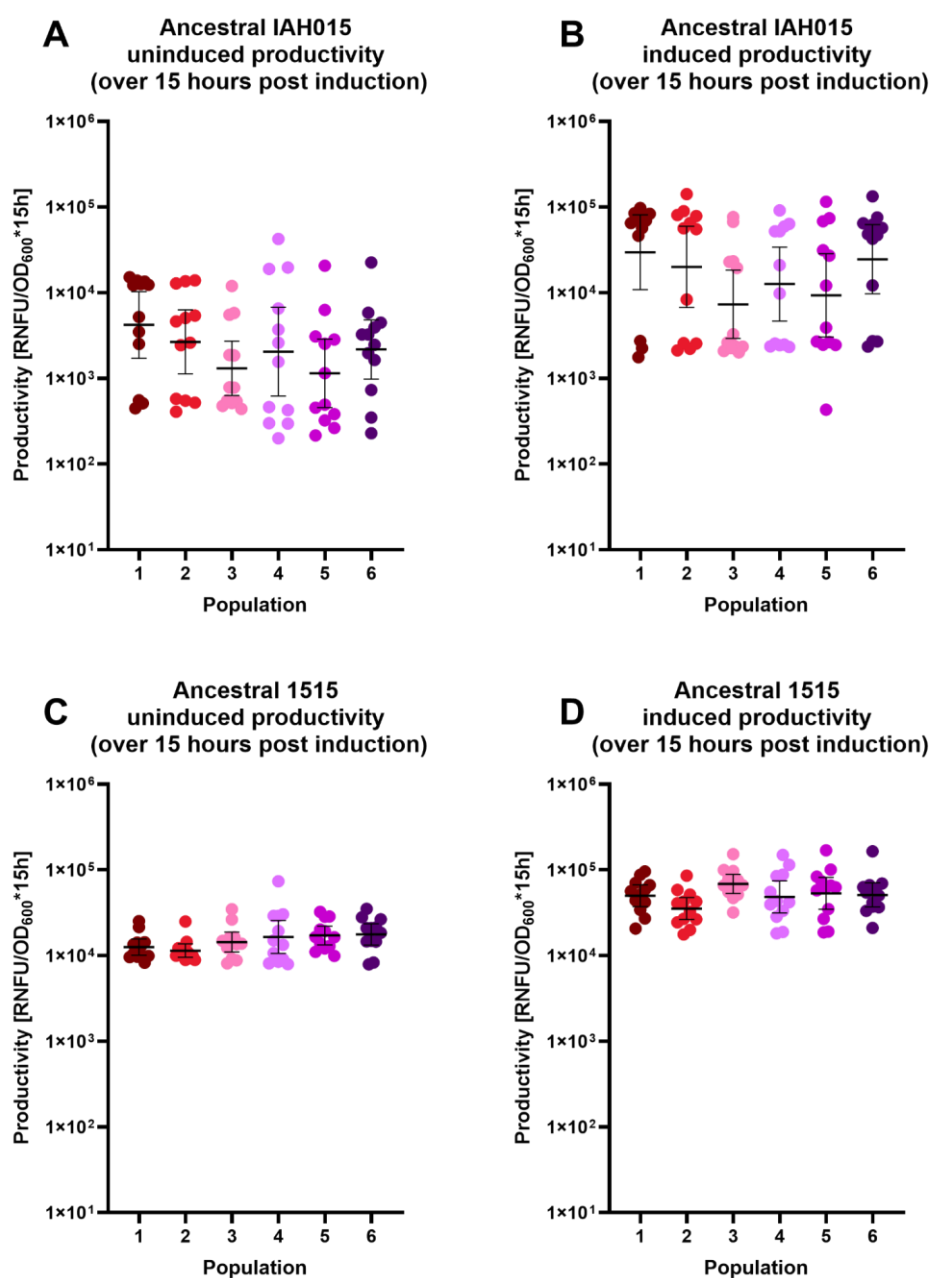 A
Ancestral IAH015
uninduced productivity
(over 15 hours post induction)
Productivity [RNFU/OD₆₀₀*15h]
1×10⁶
1×10⁵
1×10⁴
1×10³
1×10²
1×10¹
1 2 3 4 5 6
Population
B
Ancestral IAH015
induced productivity
(over 15 hours post induction)
Productivity [RNFU/OD₆₀₀*15h]
1×10⁶
1×10⁵
1×10⁴
1×10³
1×10²
1×10¹
1 2 3 4 5 6
Population
C
Ancestral 1515
uninduced productivity
(over 15 hours post induction)
Productivity [RNFU/OD₆₀₀*15h]
1×10⁶
1×10⁵
1×10⁴
1×10³
1×10²
1×10¹
1 2 3 4 5 6
Population
D
Ancestral 1515
induced productivity
(over 15 hours post induction)
Productivity [RNFU/OD₆₀₀*15h]
1×10⁶
1×10⁵
1×10⁴
1×10³
1×10²
1×10¹
1 2 3 4 5 6
Population